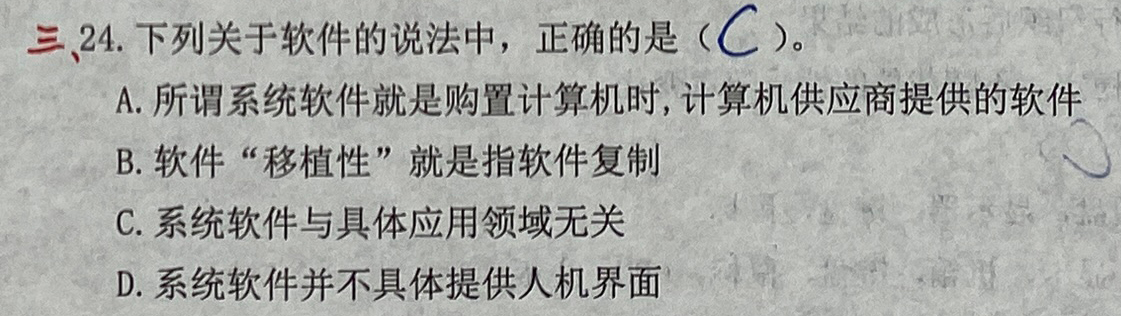 三、24. 下列关于软件的说法中，正确的是（ C ）。
A. 所谓系统软件就是购置计算机时, 计算机供应商提供的软件
B. 软件“移植性”就是指软件复制
C. 系统软件与具体应用领域无关
D. 系统软件并不具体提供人机界面